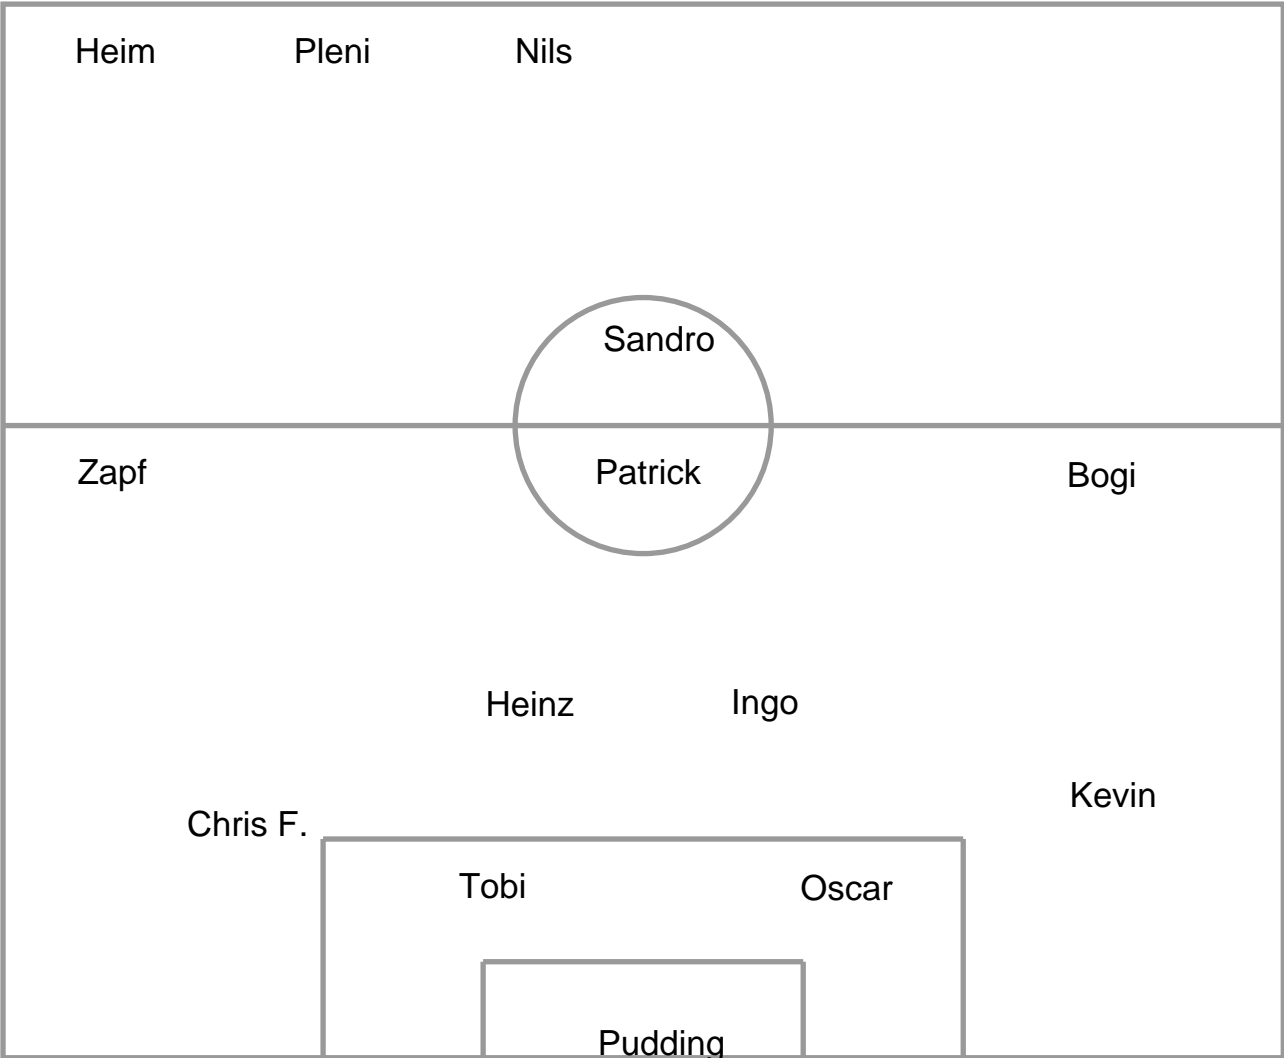 Heim Pleni Nils
Sandro
Zapf Patrick Bogi
Heinz Ingo
Kevin
Chris F.
Tobi Oscar
Pudding